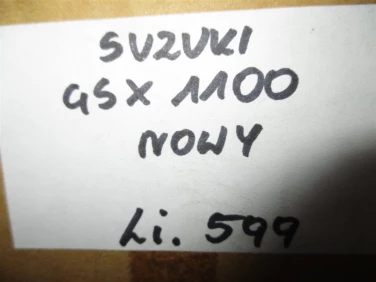 SUZUKI
GSX 1100
NOWY
Li. 599